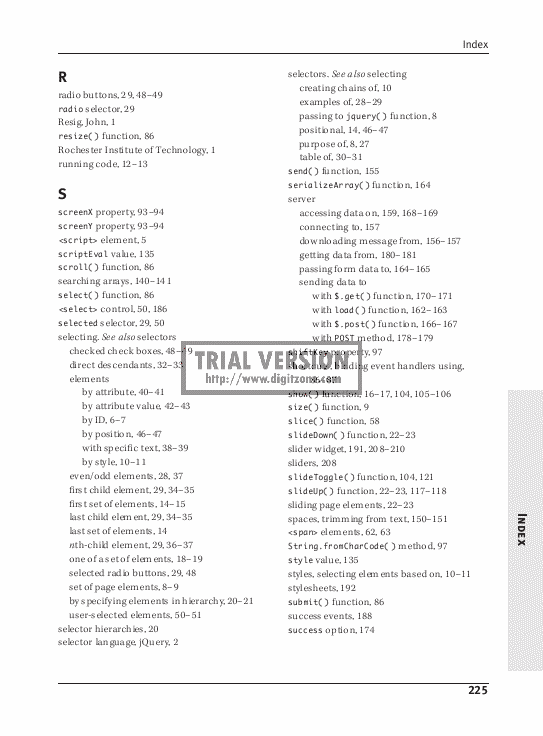 Index
R
radio buttons, 29, 48–49
radio selector, 29
Resig, John, 1
resize() function, 86
Rochester Institute of Technology, 1
running code, 12–13
S
screenX property, 93–94
screenY property, 93–94
<script> element, 5
scriptEval value, 135
scroll() function, 86
searching arrays, 140–141
select() function, 86
<select> control, 50, 186
selected selector, 29, 50
selecting. See also selectors
checked check boxes, 48–49
direct descendants, 32–33
elements
by attribute, 40–41
by attribute value, 42–43
by ID, 6–7
by position, 46–47
with specific text, 38–39
by style, 10–11
even/odd elements, 28, 37
first child element, 29, 34–35
first set of elements, 14–15
last child element, 29, 34–35
last set of elements, 14
nth-child element, 29, 36–37
one of a set of elements, 18–19
selected radio buttons, 29, 48
set of page elements, 8–9
by specifying elements in hierarchy, 20–21
user-selected elements, 50–51
selector hierarchies, 20
selector language, jQuery, 2
selectors. See also selecting
creating chains of, 10
examples of, 28–29
passing to jquery() function, 8
positional, 14, 46–47
purpose of, 8, 27
table of, 30–31
send() function, 155
serializeArray() function, 164
server
accessing data on, 159, 168–169
connecting to, 157
downloading message from, 156–157
getting data from, 180–181
passing form data to, 164–165
sending data to
with $.get() function, 170–171
with load() function, 162–163
with $.post() function, 166–167
with POST method, 178–179
shiftKey property, 97
binding event handlers using,
show() function, 16–17, 104, 105–106
size() function, 9
slice() function, 58
slideDown() function, 22–23
slider widget, 191, 208–210
sliders, 208
slideToggle() function, 104, 121
slideUp() function, 22–23, 117–118
sliding page elements, 22–23
spaces, trimming from text, 150–151
<span> elements, 62, 63
String.fromCharCode() method, 97
style value, 135
styles, selecting elements based on, 10–11
stylesheets, 192
submit() function, 86
success events, 188
success option, 174
TRIAL VERSION
http://www.digitzone.com
INDEX
225